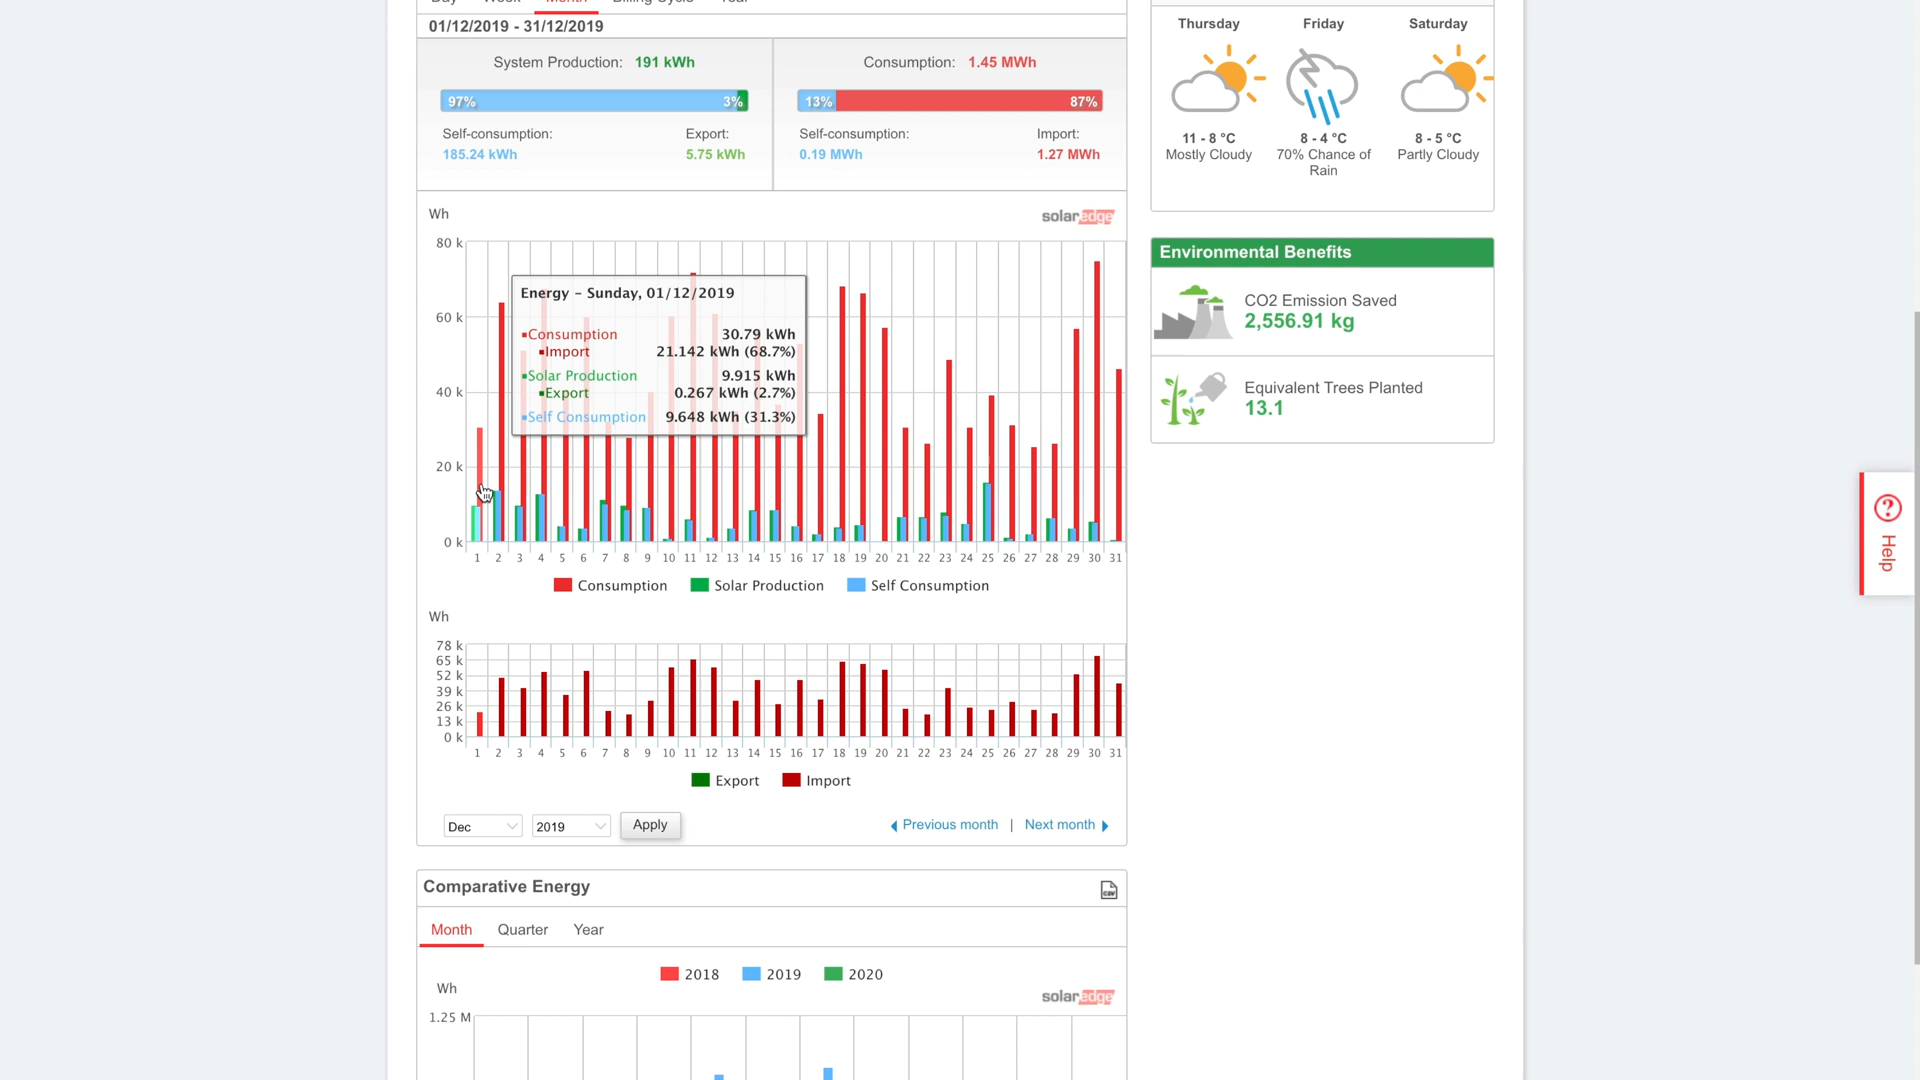 Day Week Month Billing Cycle Year
01/12/2019 - 31/12/2019
System Production: 191 kWh
97% 3%
Self-consumption: Export:
185.24 kWh 5.75 kWh
Consumption: 1.45 MWh
13% 87%
Self-consumption: Import:
0.19 MWh 1.27 MWh
Wh
solaredge
80 k
60 k
40 k
20 k
0 k
Energy – Sunday, 01/12/2019
Consumption 30.79 kWh
Import 21.142 kWh (68.7%)
Solar Production 9.915 kWh
Export 0.267 kWh (2.7%)
Self Consumption 9.648 kWh (31.3%)
1 2 3 4 5 6 7 8 9 10 11 12 13 14 15 16 17 18 19 20 21 22 23 24 25 26 27 28 29 30 31
Consumption Solar Production Self Consumption
Wh
78 k
65 k
52 k
39 k
26 k
13 k
0 k
1 2 3 4 5 6 7 8 9 10 11 12 13 14 15 16 17 18 19 20 21 22 23 24 25 26 27 28 29 30 31
Export Import
Dec 2019 Apply Previous month | Next month
Comparative Energy
CSV
Month Quarter Year
2018 2019 2020
Wh
solaredge
1.25 M
Thursday Friday Saturday
11 - 8 °C 8 - 4 °C 8 - 5 °C
Mostly Cloudy 70% Chance of Partly Cloudy
Rain
Environmental Benefits
CO2 Emission Saved
2,556.91 kg
Equivalent Trees Planted
13.1
? Help